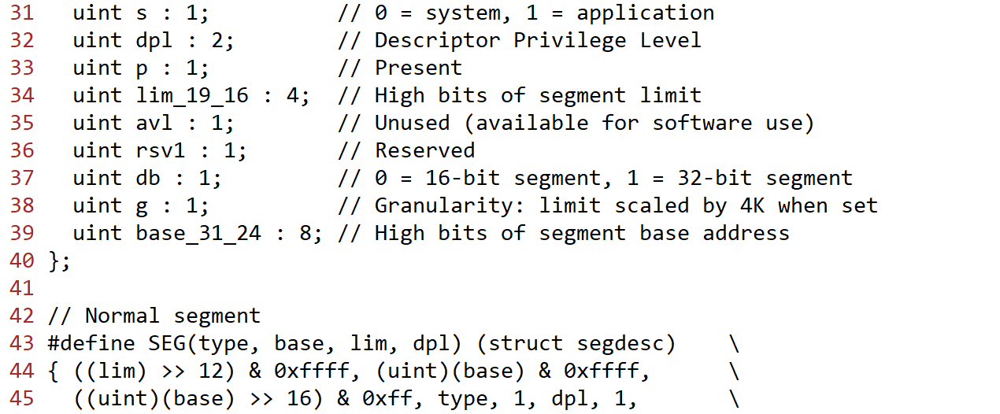 31   uint s : 1;          // 0 = system, 1 = application
32   uint dpl : 2;        // Descriptor Privilege Level
33   uint p : 1;          // Present
34   uint lim_19_16 : 4;  // High bits of segment limit
35   uint avl : 1;        // Unused (available for software use)
36   uint rsv1 : 1;       // Reserved
37   uint db : 1;         // 0 = 16-bit segment, 1 = 32-bit segment
38   uint g : 1;          // Granularity: limit scaled by 4K when set
39   uint base_31_24 : 8; // High bits of segment base address
40 };
41
42 // Normal segment
43 #define SEG(type, base, lim, dpl) (struct segdesc)    \
44 { ((lim) >> 12) & 0xffff, (uint)(base) & 0xffff,      \
45   ((uint)(base) >> 16) & 0xff, type, 1, dpl, 1,       \